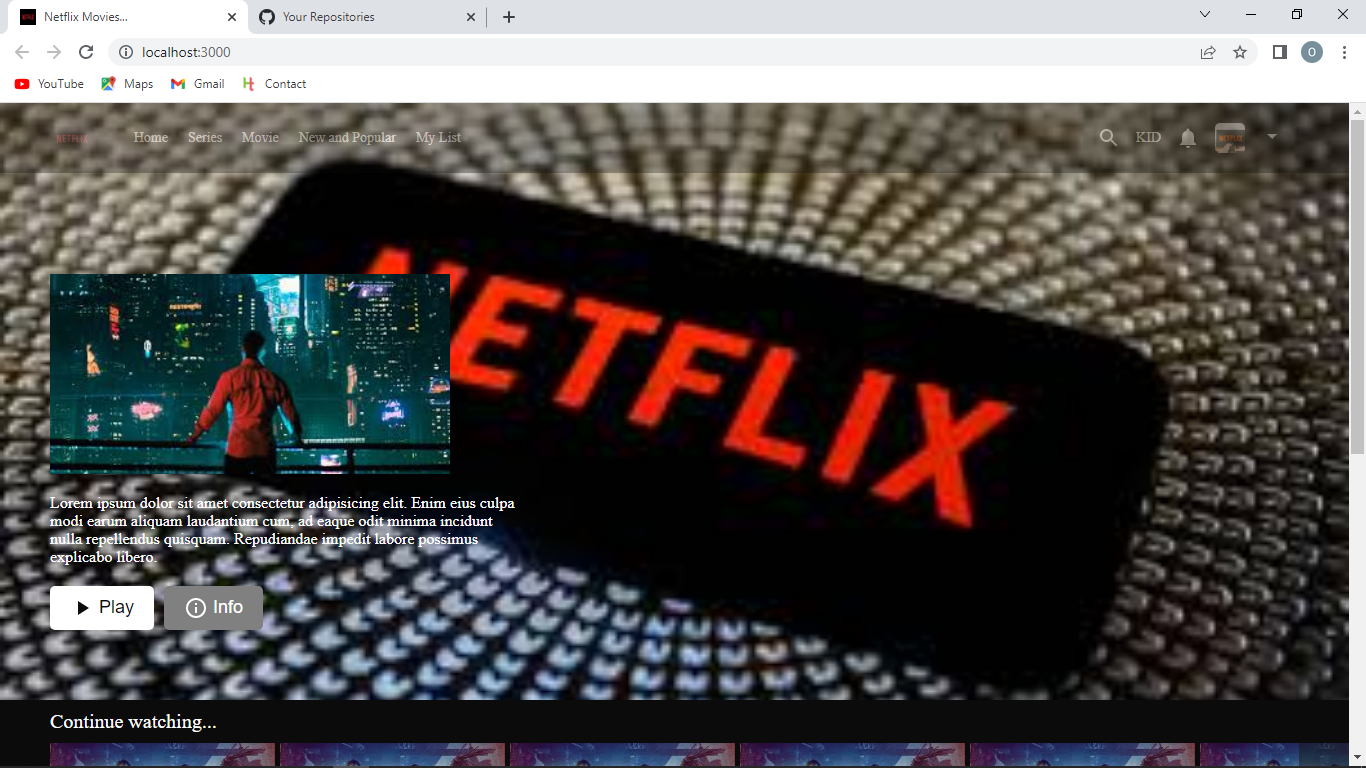 Netflix Movies...
Your Repositories
localhost:3000
O
YouTube
Maps
Gmail
Contact
NETFLIX
Home
Series
Movie
New and Popular
My List
KID
NETFLIX
NETFLIX
Lorem ipsum dolor sit amet consectetur adipisicing elit. Enim eius culpa
modi earum aliquam laudantium cum, ad eaque odit minima incidunt
nulla repellendus quisquam. Repudiandae impedit labore possimus
explicabo libero.
Play
Info
Continue watching...